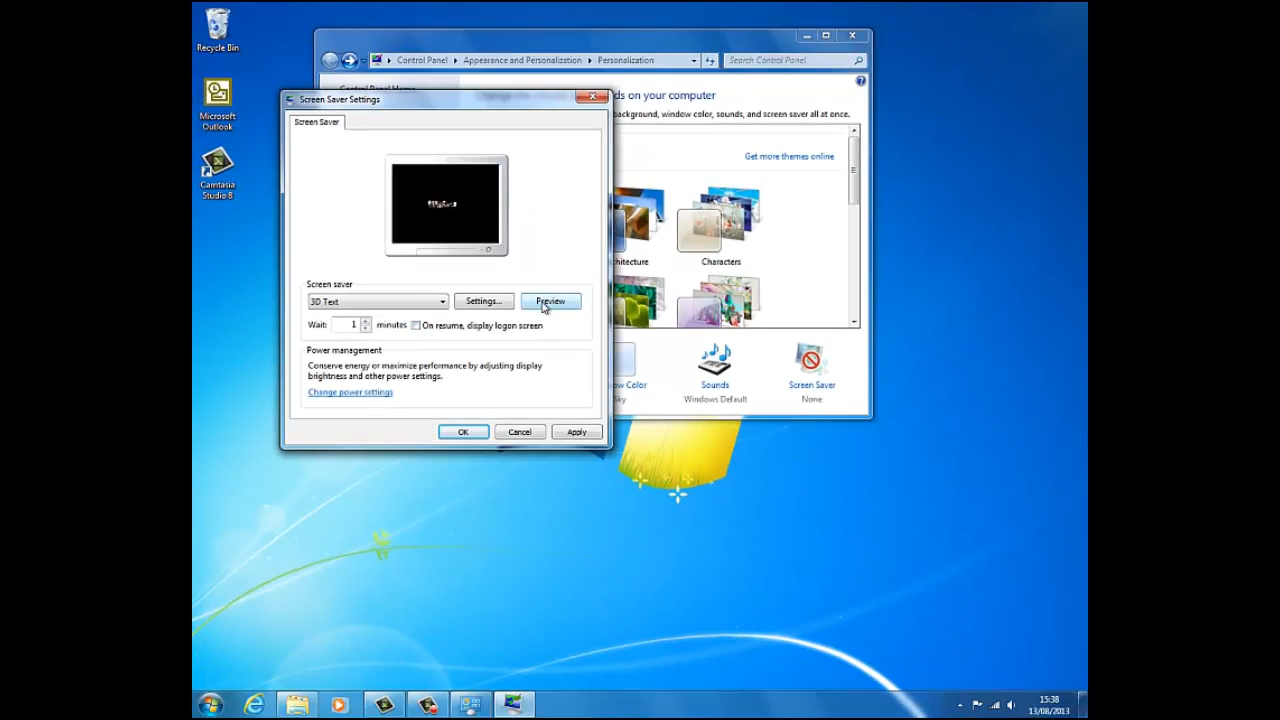 Recycle Bin
Microsoft
Outlook
Camtasia
Studio 8
Control Panel
Appearance and Personalization
Personalization
Search Control Panel
ds on your computer
background, window color, sounds, and screen saver all at once.
Get more themes online
Characters
Sounds
Windows Default
Screen Saver
None
Screen Saver Settings
Screen Saver
Screen saver
3D Text
Settings...
Preview
Wait:
1
minutes
On resume, display logon screen
Power management
Conserve energy or maximize performance by adjusting display
brightness and other power settings.
Change power settings
OK
Cancel
Apply
hitecture
ow Color
Sky
15:38
13/08/2013